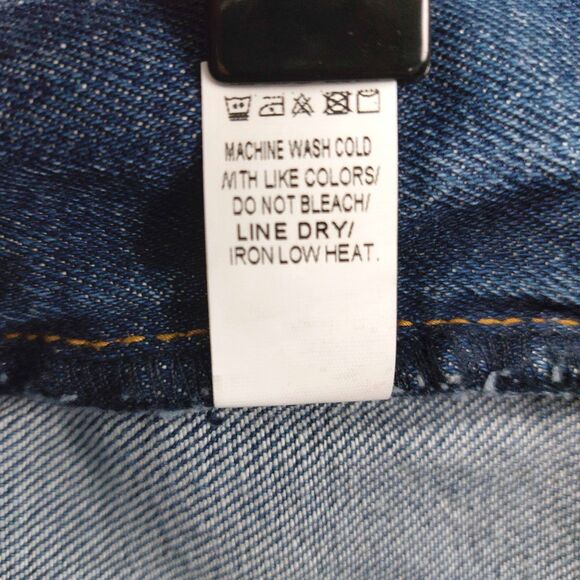 MACHINE WASH COLD
WITH LIKE COLORS/
DO NOT BLEACH/
LINE DRY/
IRON LOW HEAT.